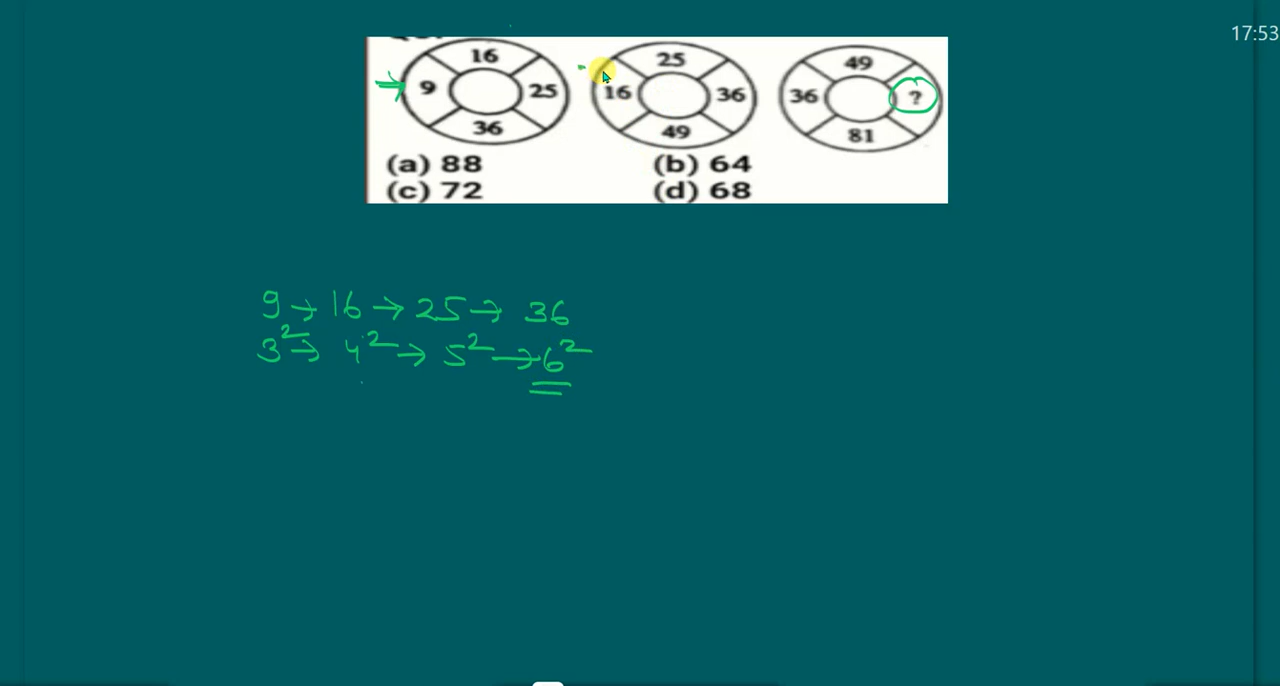 17:53
16 25 49
9 25 16 36 36 ?
36 49 81
(a) 88 (b) 64
(c) 72 (d) 68
9 → 16 → 25 → 36
3² → 4² → 5² → 6²